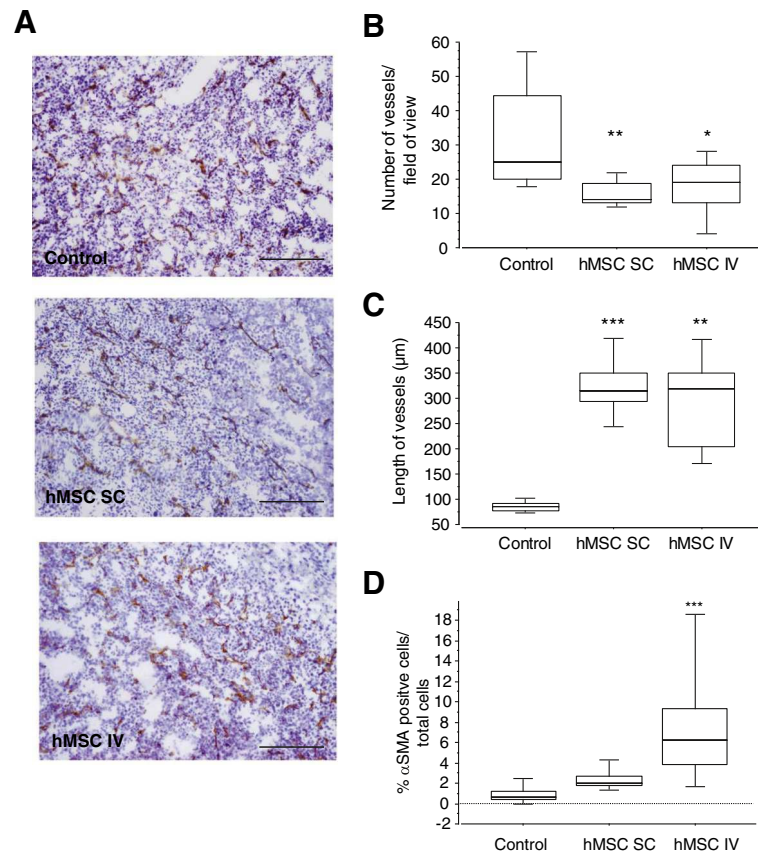 A
Control
hMSC SC
hMSC IV
B
Number of vessels/
field of view
60
50
40
30
20
10
0
**
*
Control hMSC SC hMSC IV
C
Length of vessels (μm)
450
400
350
300
250
200
150
100
50
***
**
Control hMSC SC hMSC IV
D
% αSMA positve cells/
total cells
18
16
14
12
10
8
6
4
2
0
-2
***
Control hMSC SC hMSC IV